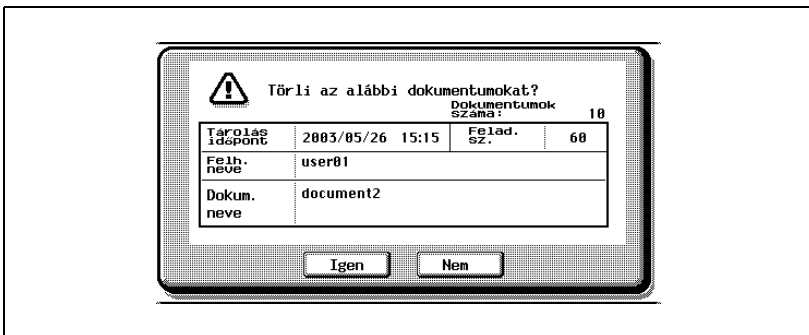 Törli az alábbi dokumentumokat?
Dokumentumok
száma: 10
Tárolás
időpont 2003/05/26 15:15 Felad.
sz. 60
Felh.
neve user01
Dokum.
neve document2
Igen Nem